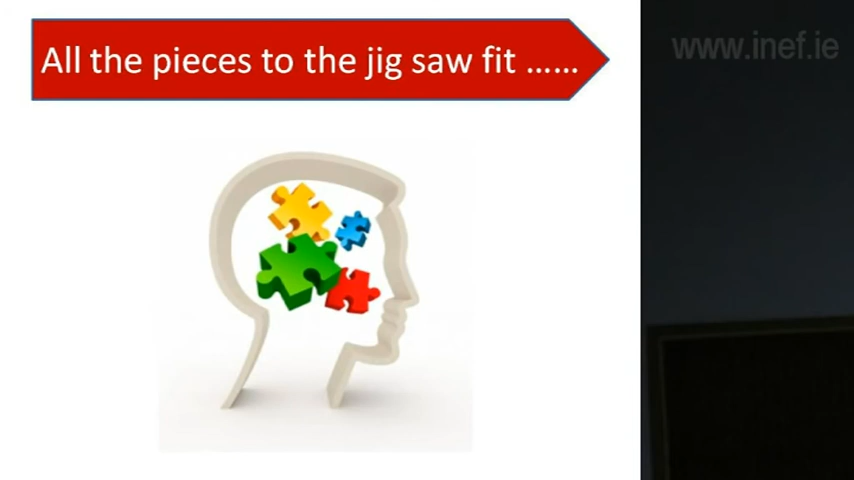 All the pieces to the jig saw fit ......
www.inef.ie